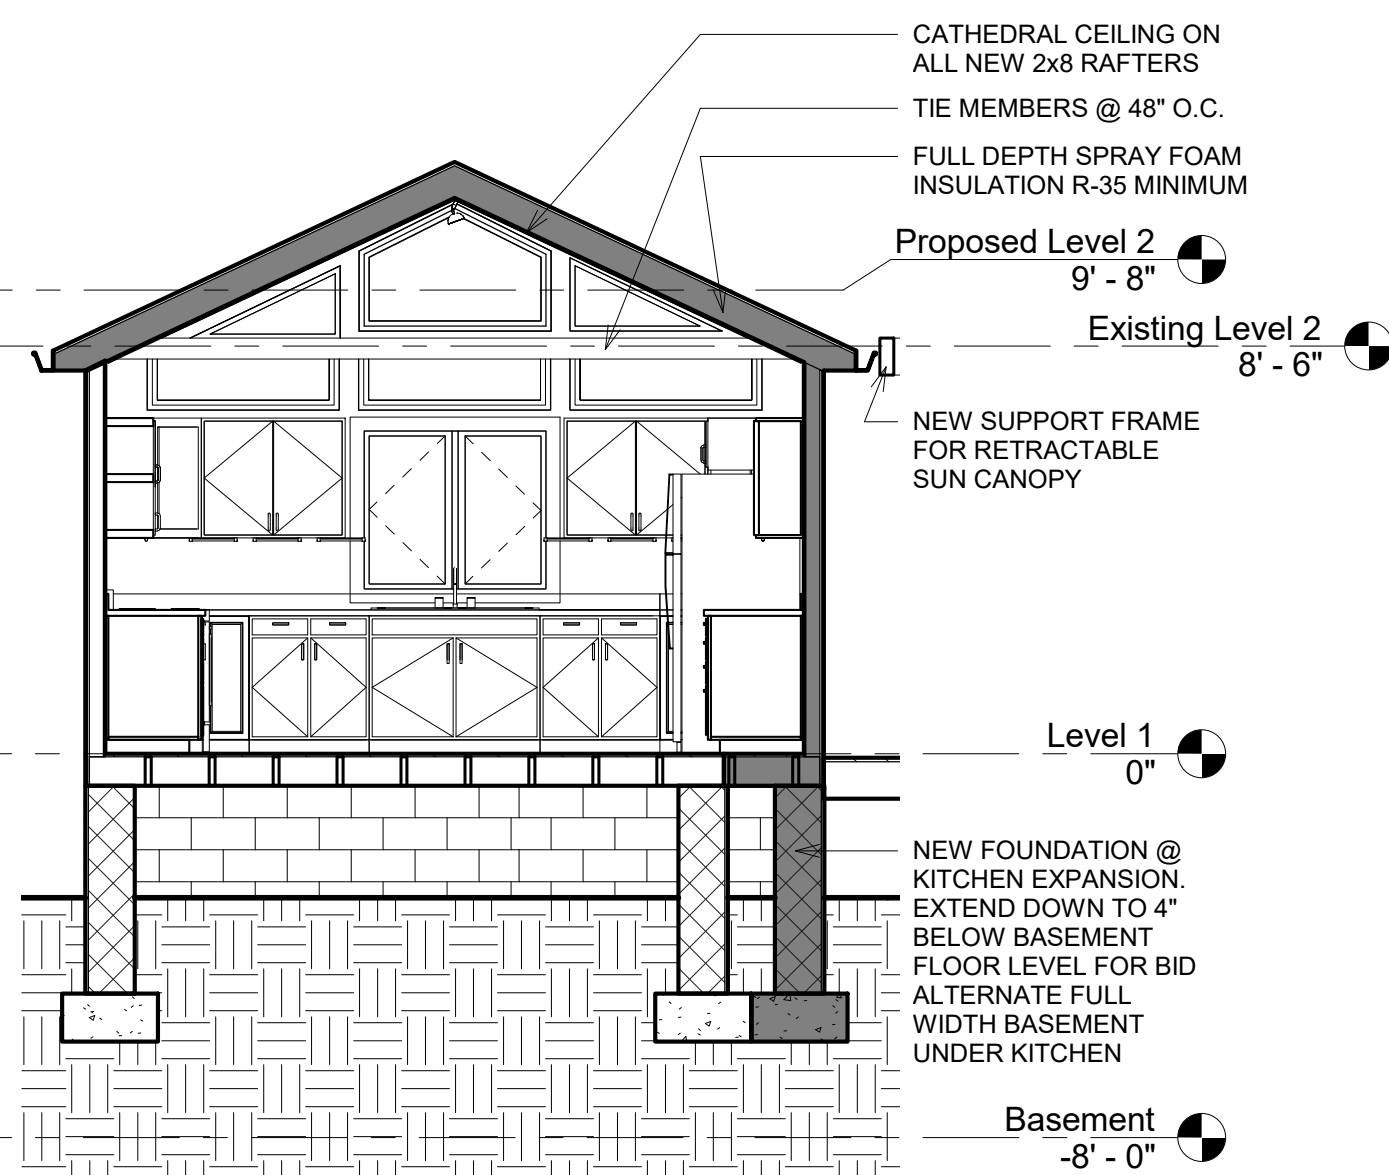 CATHEDRAL CEILING ON
ALL NEW 2x8 RAFTERS
TIE MEMBERS @ 48" O.C.
FULL DEPTH SPRAY FOAM
INSULATION R-35 MINIMUM
Proposed Level 2
9' - 8"
Existing Level 2
8' - 6"
NEW SUPPORT FRAME
FOR RETRACTABLE
SUN CANOPY
Level 1
0"
NEW FOUNDATION @
KITCHEN EXPANSION.
EXTEND DOWN TO 4"
BELOW BASEMENT
FLOOR LEVEL FOR BID
ALTERNATE FULL
WIDTH BASEMENT
UNDER KITCHEN
Basement
-8' - 0"